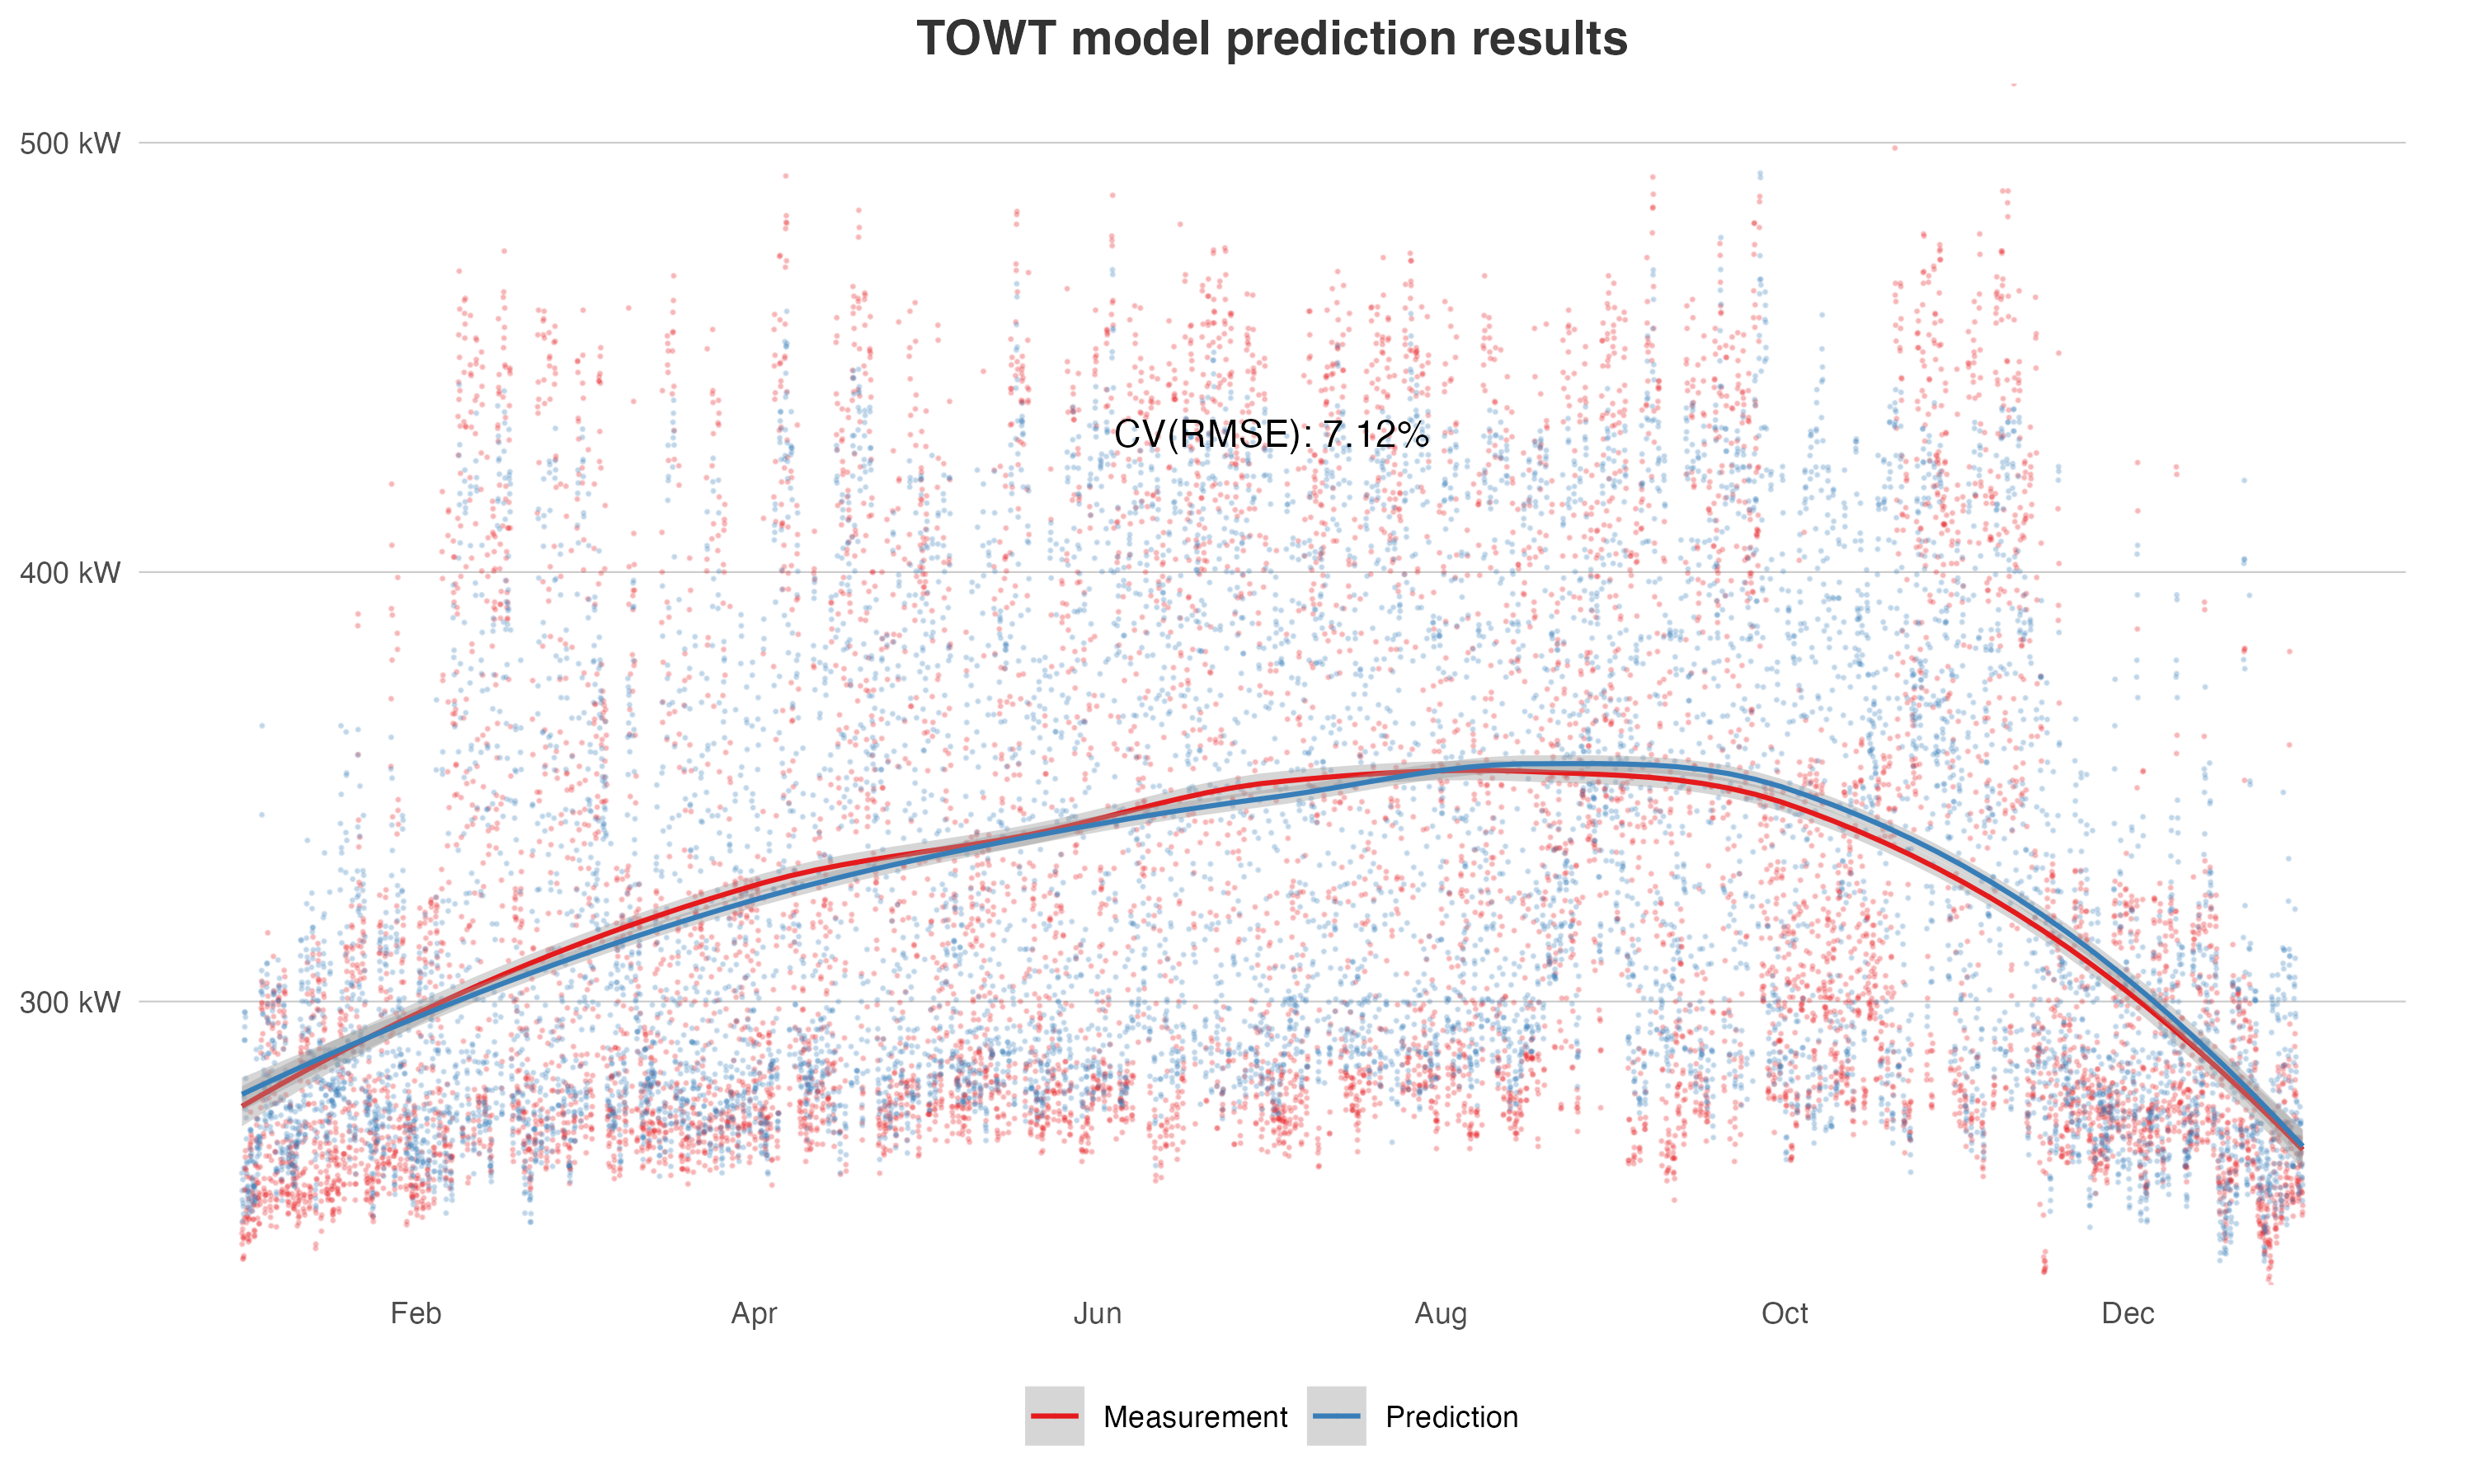 TOWT model prediction results
500 kW
CV(RMSE): 7.12%
400 kW
300 kW
Feb Apr Jun Aug Oct Dec
Measurement Prediction